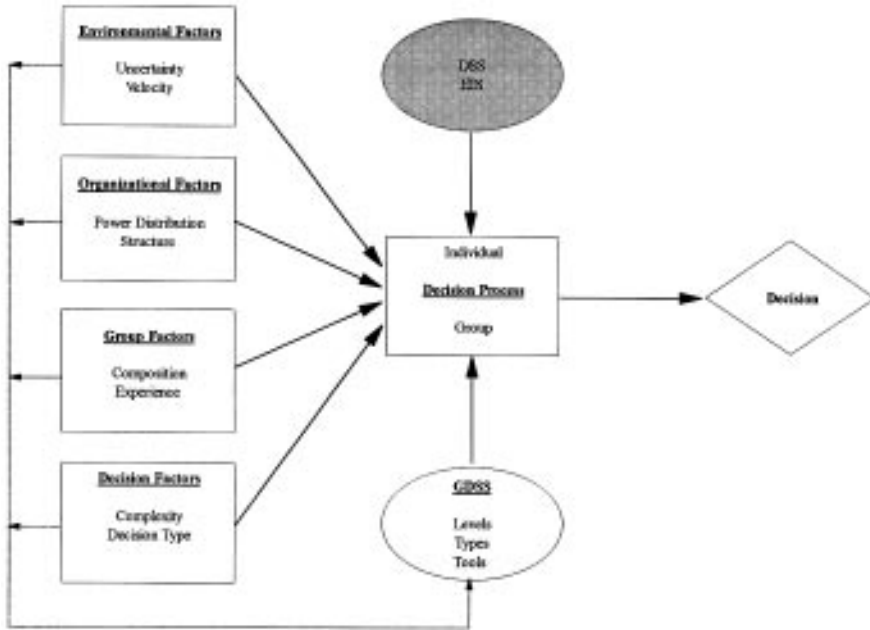 Environmental Factors
Uncertainty
Velocity
Organizational Factors
Power Distribution
Structure
Group Factors
Composition
Experience
Decision Factors
Complexity
Decision Type
DSS
EIS
Individual
Decision Process
Group
GDSS
Levels
Types
Tools
Decision